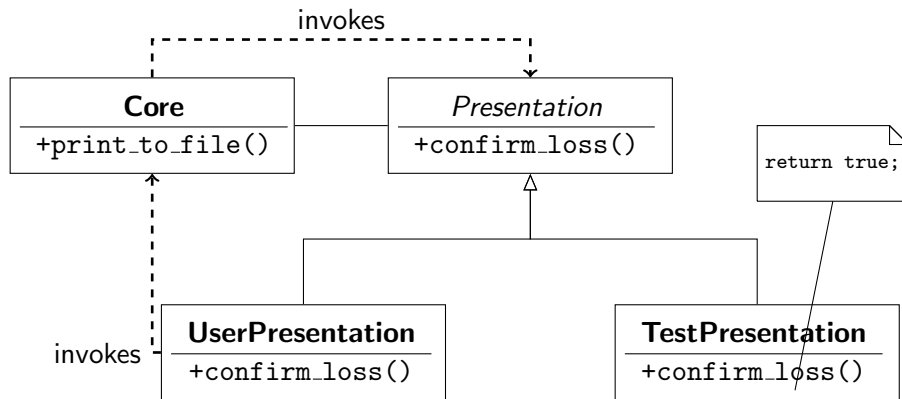 invokes
Core
+print_to_file()
Presentation
+confirm_loss()
return true;
invokes
UserPresentation
+confirm_loss()
TestPresentation
+confirm_loss()